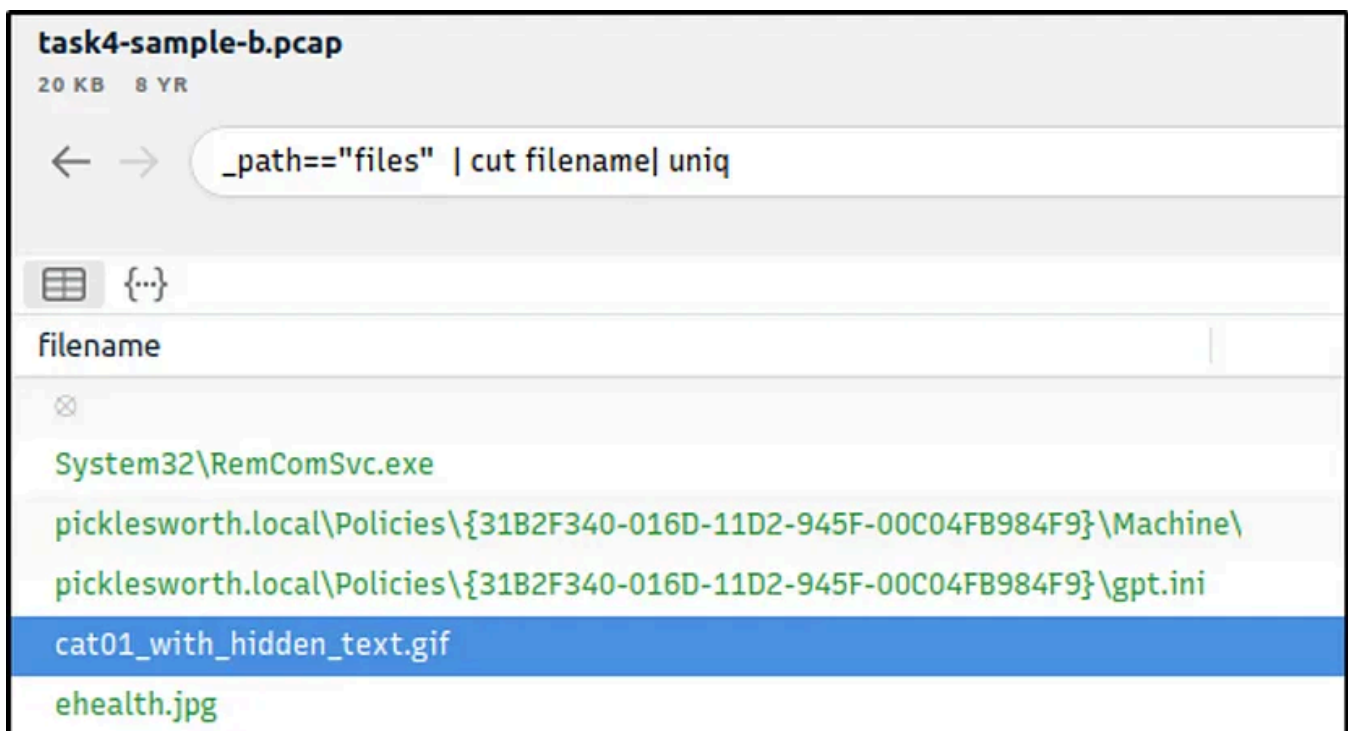 task4-sample-b.pcap
20 KB 8 YR
_path=="files" | cut filename| uniq
{···}
filename
System32\RemComSvc.exe
picklesworth.local\Policies\{31B2F340-016D-11D2-945F-00C04FB984F9}\Machine\
picklesworth.local\Policies\{31B2F340-016D-11D2-945F-00C04FB984F9}\gpt.ini
cat01_with_hidden_text.gif
ehealth.jpg